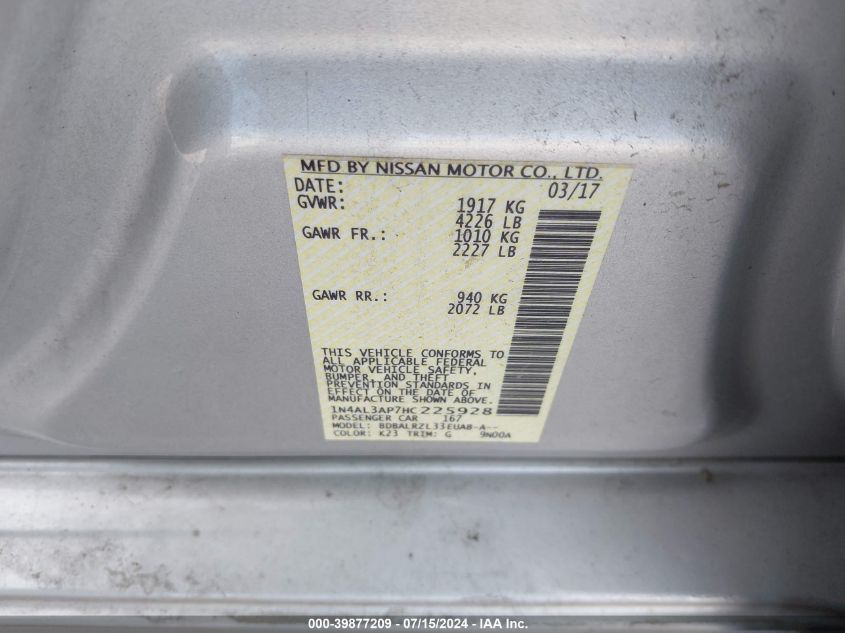 MFD BY NISSAN MOTOR CO., LTD.
DATE: 03/17
GVWR: 1917 KG
4226 LB
GAWR FR.: 1010 KG
2227 LB
GAWR RR.: 940 KG
2072 LB
THIS VEHICLE CONFORMS TO
ALL APPLICABLE FEDERAL
MOTOR VEHICLE SAFETY,
BUMPER, AND THEFT
PREVENTION STANDARDS IN
EFFECT ON THE DATE OF
MANUFACTURE SHOWN ABOVE.
1N4AL3AP7HC225928
PASSENGER CAR 167
MODEL: BDBALRZL33EUA8-A--
COLOR: K23 TRIM: G 9N00A
000-39877209 - 07/15/2024 - IAA Inc.